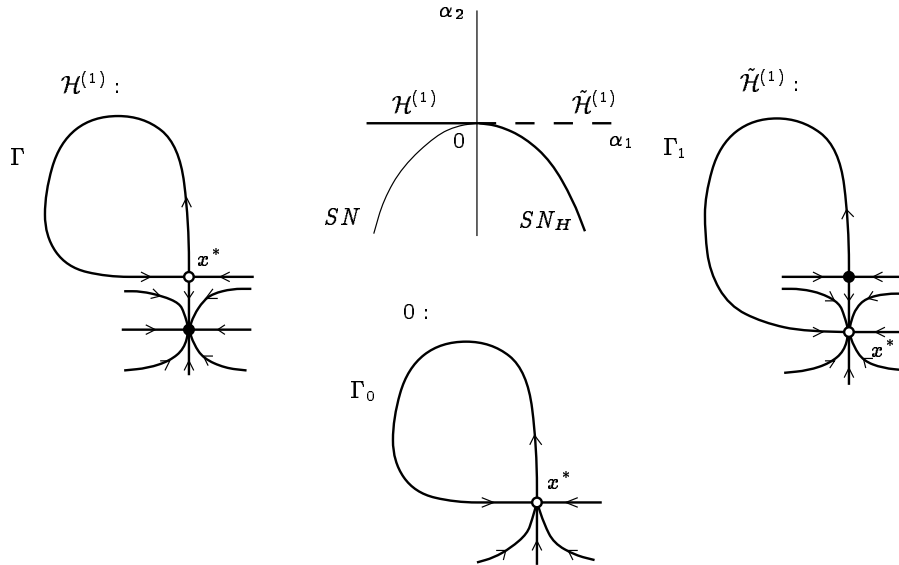 α₂
𝓗⁽¹⁾ :
𝓗⁽¹⁾
𝓗̃⁽¹⁾
𝓗̃⁽¹⁾ :
0
α₁
Γ
Γ₁
SN
SN_H
x*
0 :
x*
Γ₀
x*